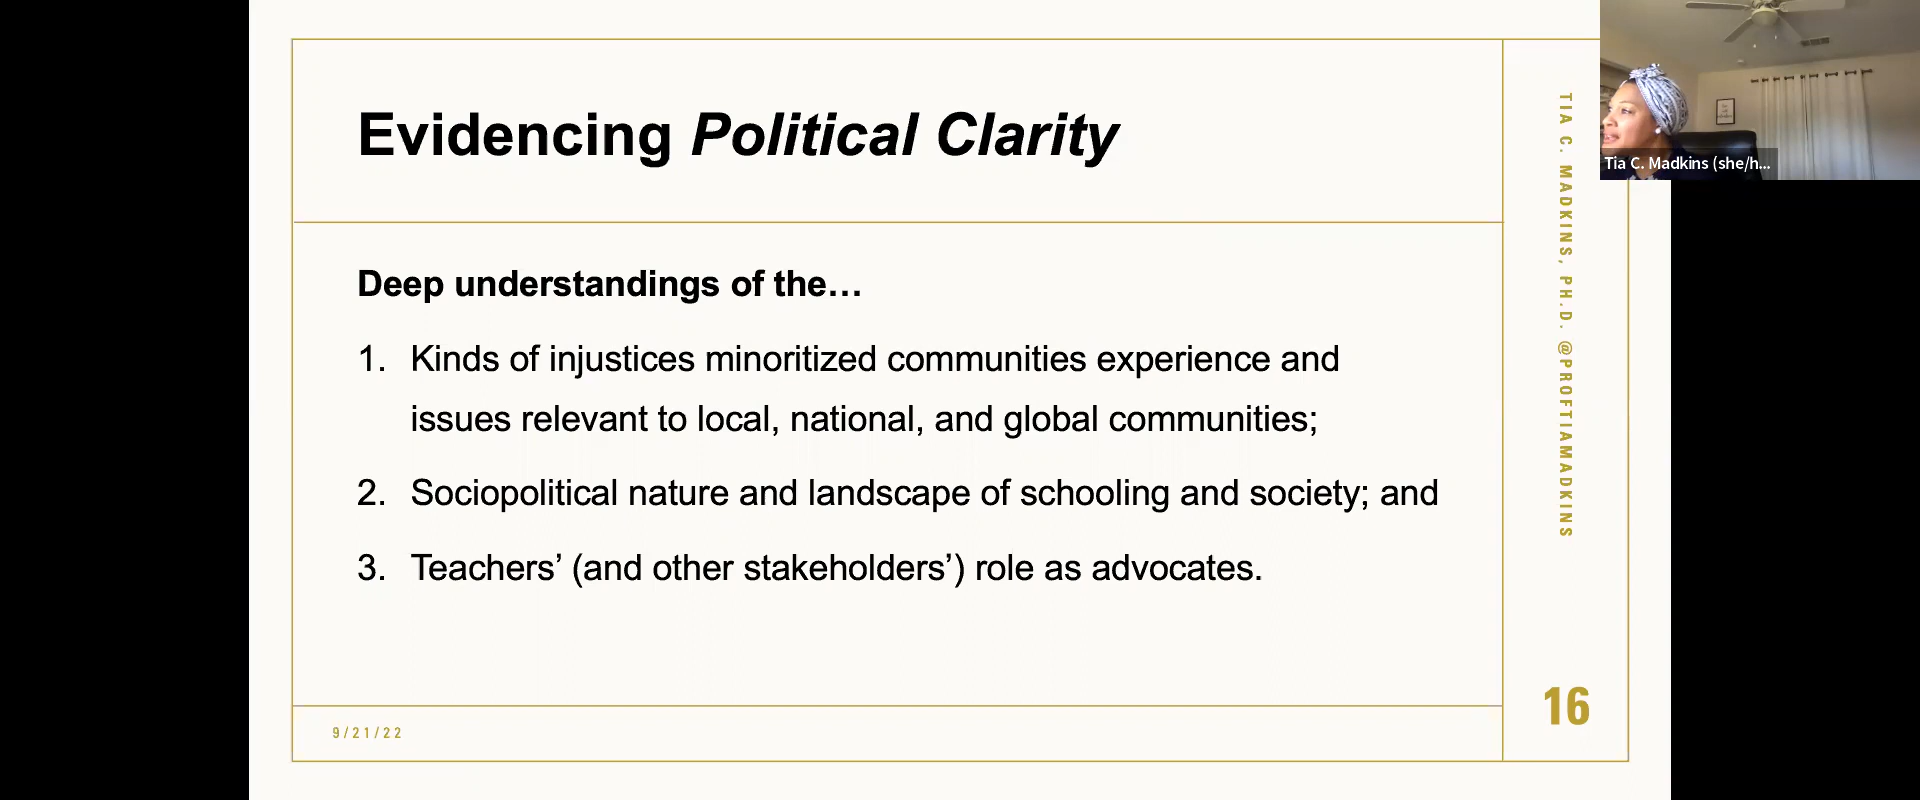 Evidencing Political Clarity
Deep understandings of the…
1. Kinds of injustices minoritized communities experience and
issues relevant to local, national, and global communities;
2. Sociopolitical nature and landscape of schooling and society; and
3. Teachers’ (and other stakeholders’) role as advocates.
9/21/22
TIA C. MADKINS, PH.D. @PROFTIAMADKINS
16
Tia C. Madkins (she/h...